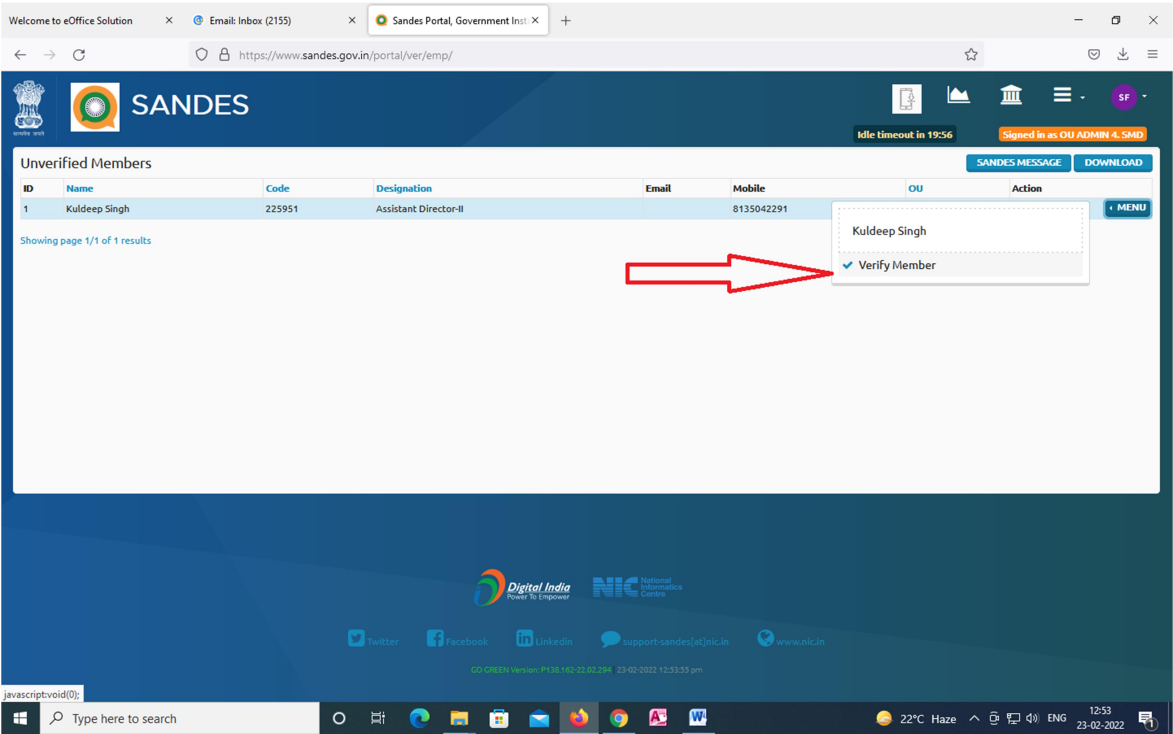 Welcome to eOffice Solution
Email: Inbox (2155)
Sandes Portal, Government Inst
https://www.sandes.gov.in/portal/ver/emp/
SANDES
SF
Idle timeout in 19:56
Signed in as OU ADMIN 4. SMD
Unverified Members
SANDES MESSAGE DOWNLOAD
ID Name Code Designation Email Mobile OU Action
1 Kuldeep Singh 225951 Assistant Director-II 8135042291 MENU
Kuldeep Singh
Showing page 1/1 of 1 results
Verify Member
Digital India
Power To Empower
NIC National
Informatics
Centre
Twitter Facebook Linkedin support-sandes[at]nic.in www.nic.in
GO GREEN Version: P138.162-22.02.294 23-02-2022 12:53:55 pm
javascript:void(0);
Type here to search
22°C Haze
ENG
12:53
23-02-2022
1